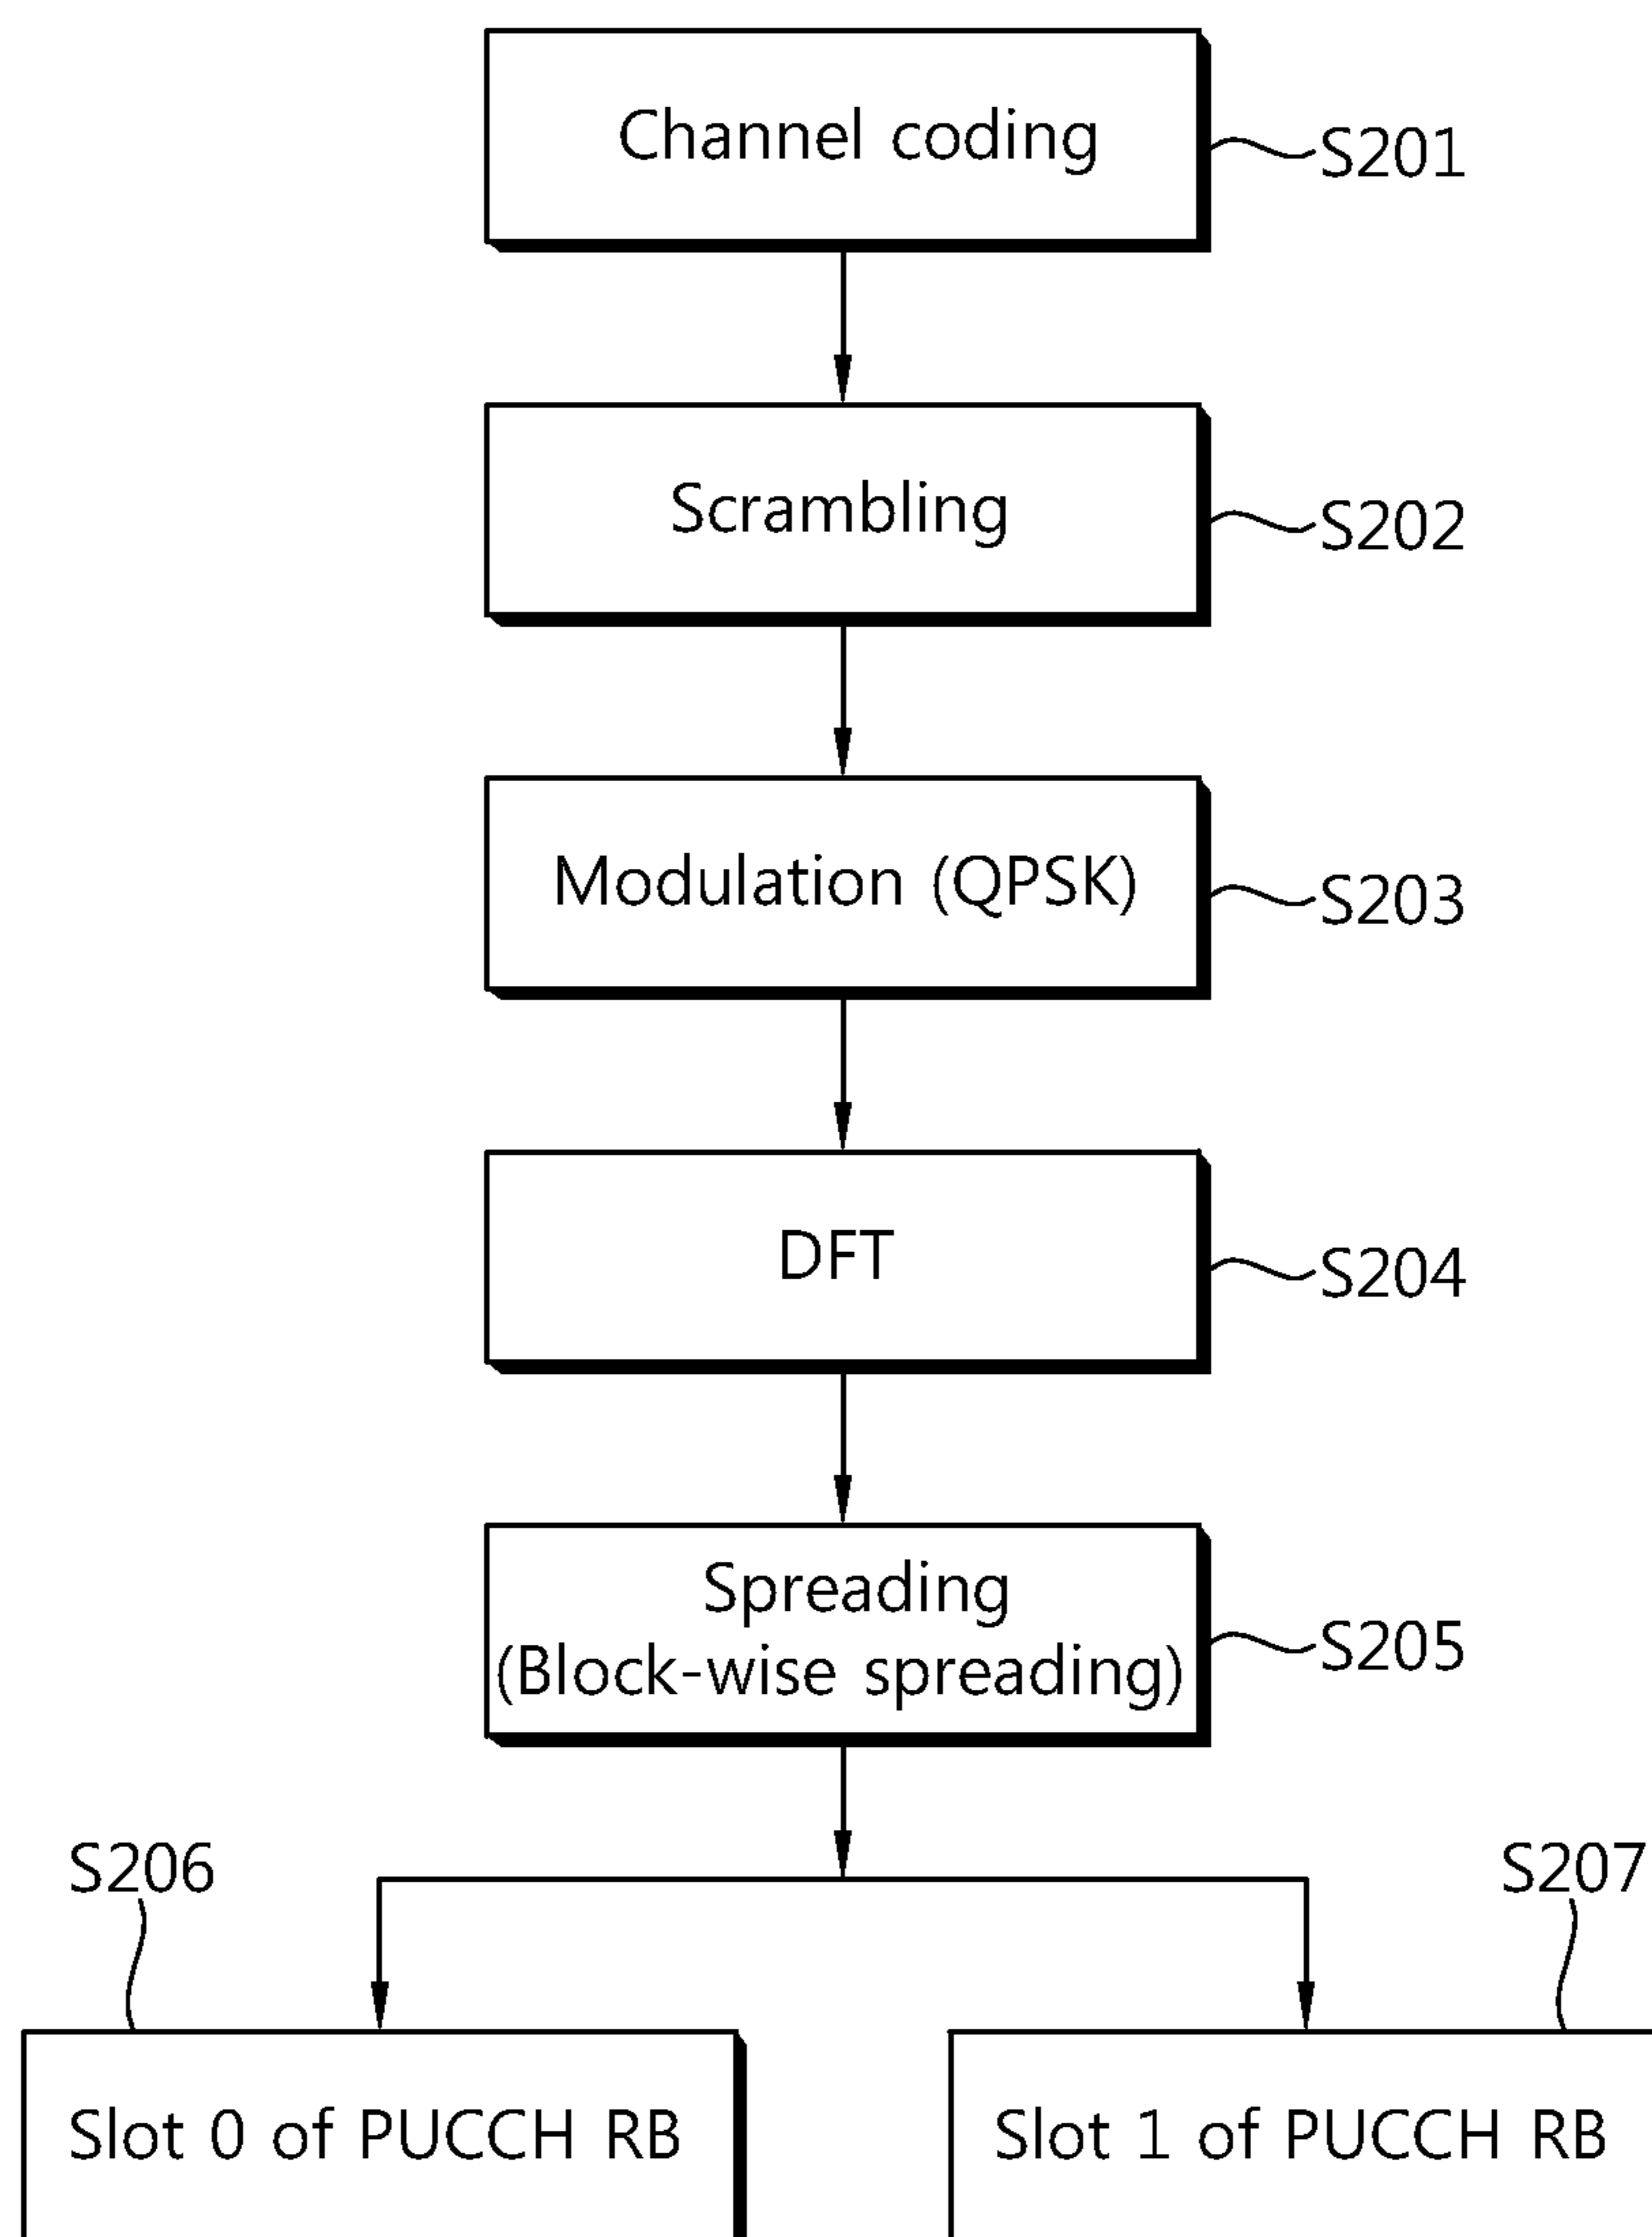 Channel coding
S201
Scrambling
S202
Modulation (QPSK)
S203
DFT
S204
Spreading
(Block-wise spreading)
S205
S206
S207
Slot 0 of PUCCH RB
Slot 1 of PUCCH RB